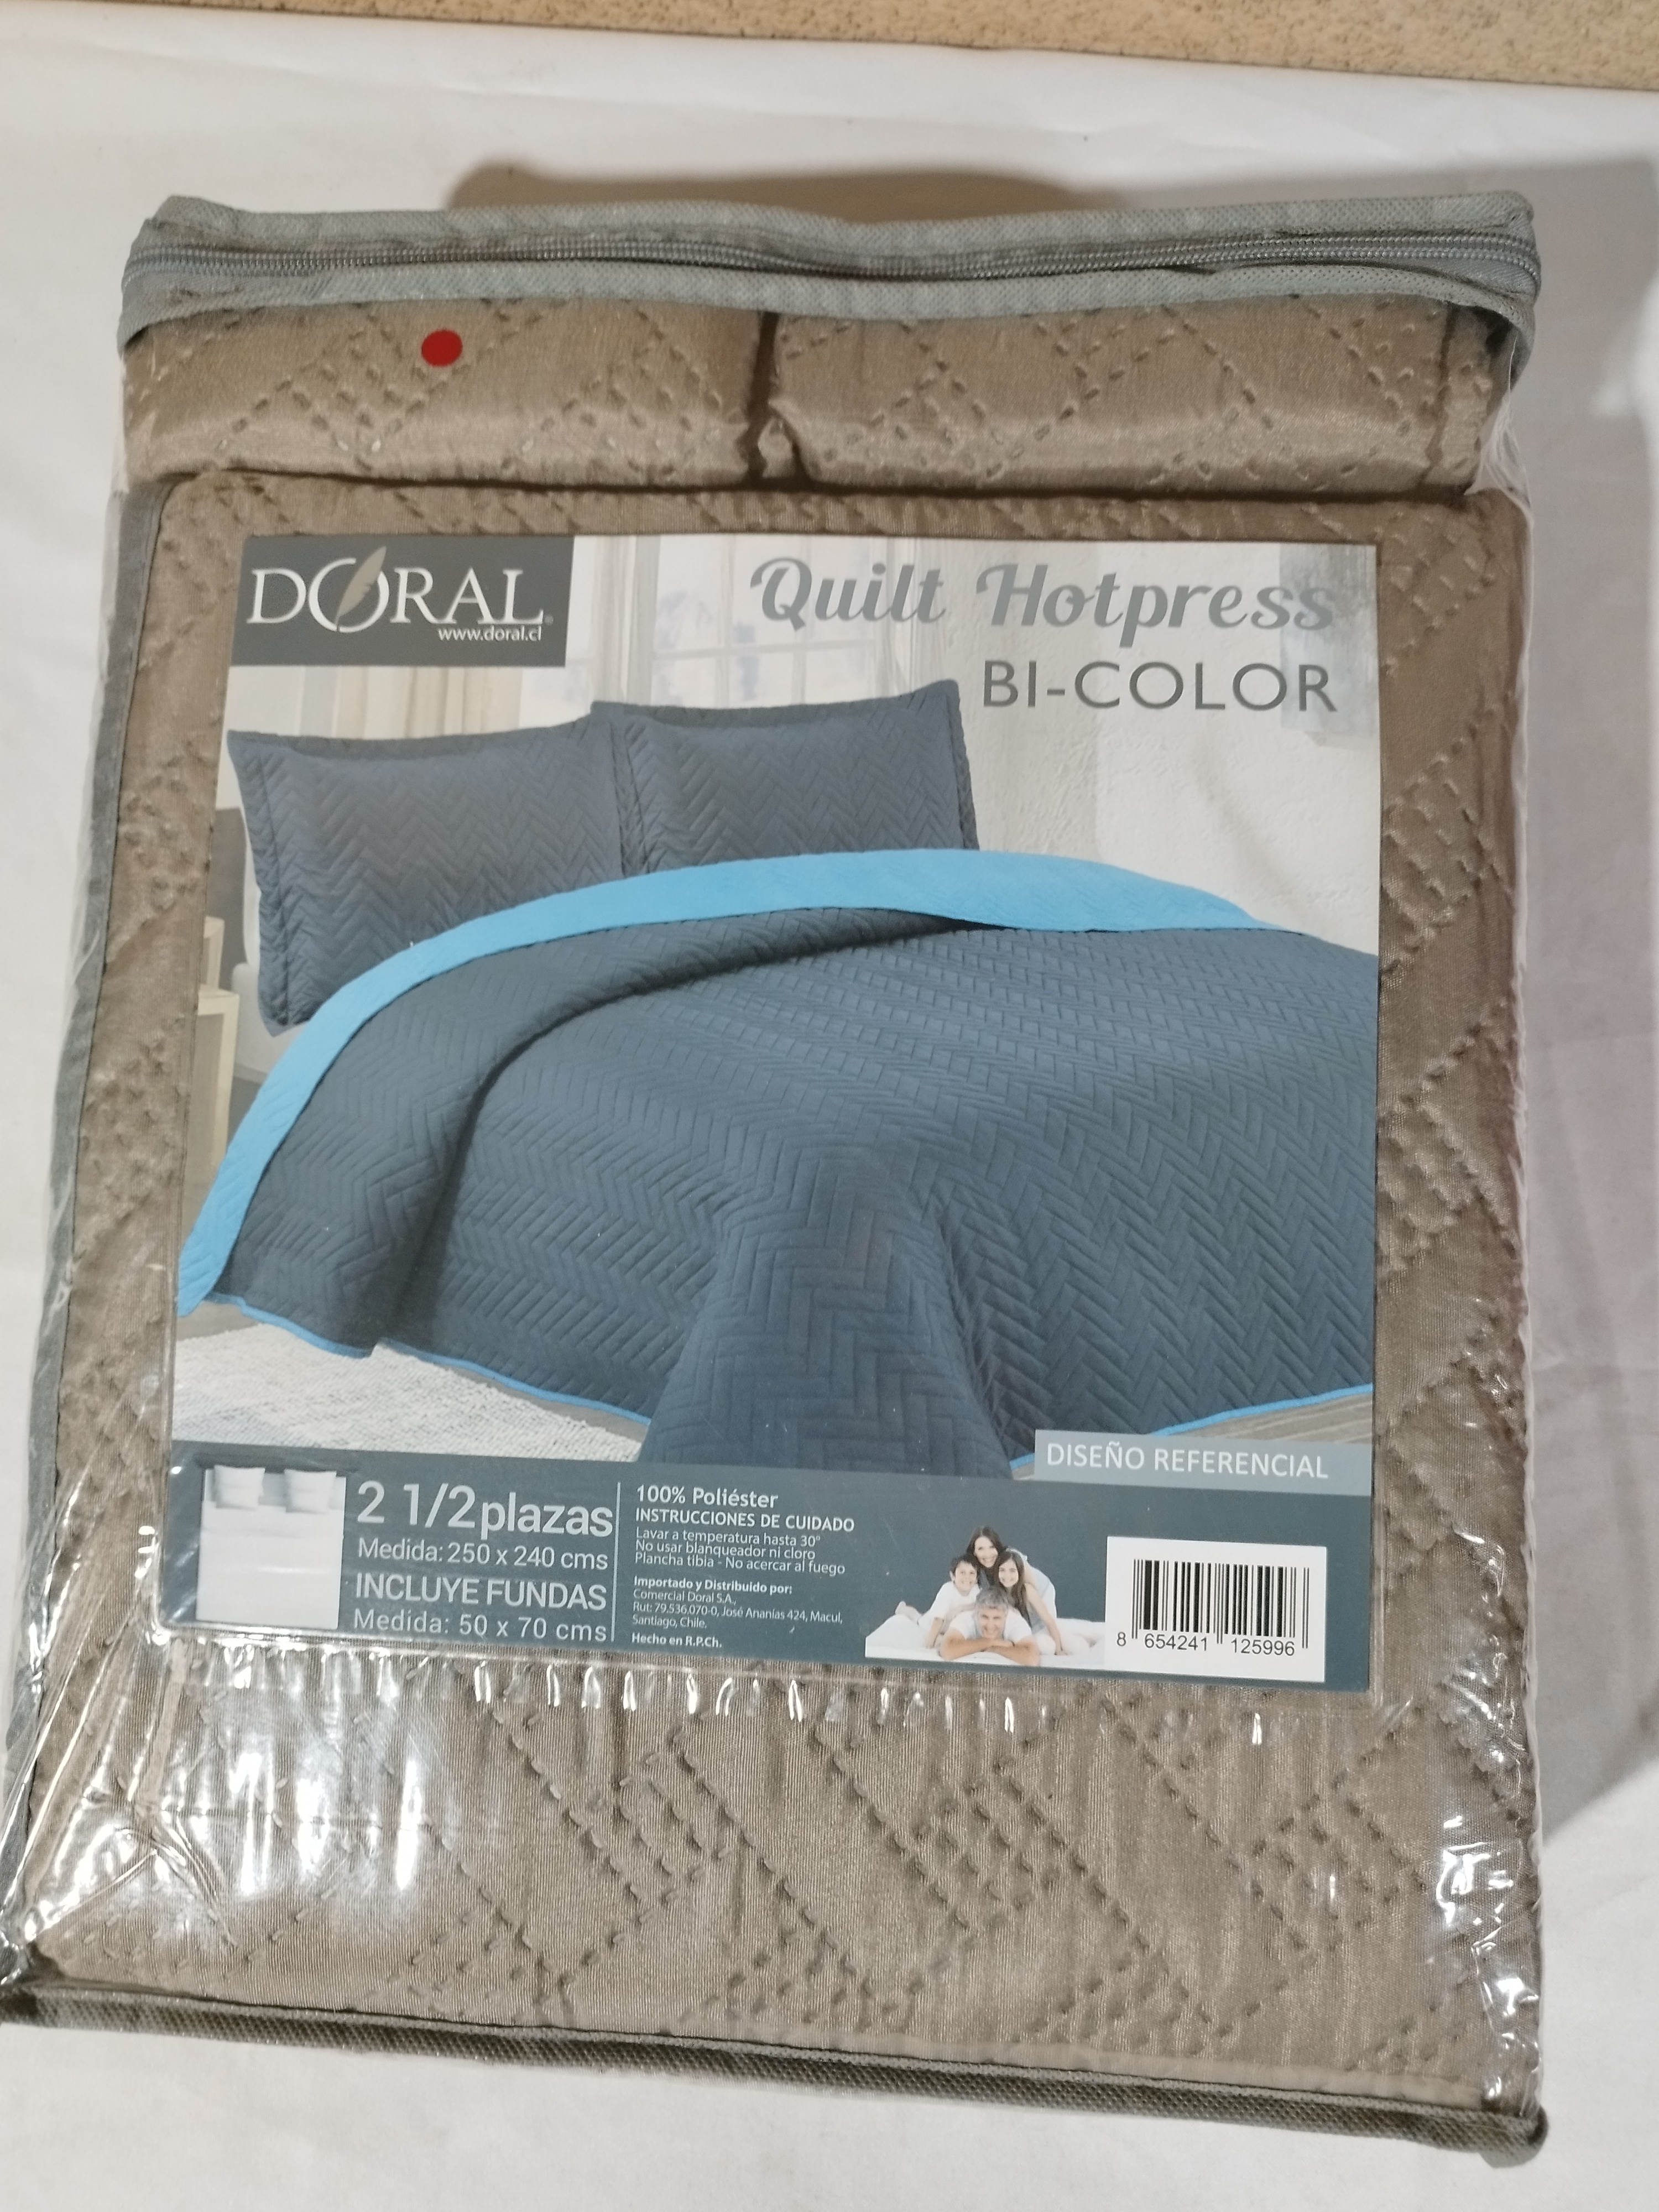 DORAL
www.doral.cl
Quilt Hotpress
BI-COLOR
DISEÑO REFERENCIAL
2 1/2 plazas
Medida: 250 x 240 cms
INCLUYE FUNDAS
Medida: 50 x 70 cms
100% Poliéster
INSTRUCCIONES DE CUIDADO
Lavar a temperatura hasta 30°
No usar blanqueador ni cloro
Plancha tibia - No acercar al fuego
Importado y Distribuido por:
Comercial Doral S.A.,
Rut: 79.536.070-0, José Ananías 424, Macul,
Santiago, Chile.
Hecho en R.P.Ch.
8 654241 125996